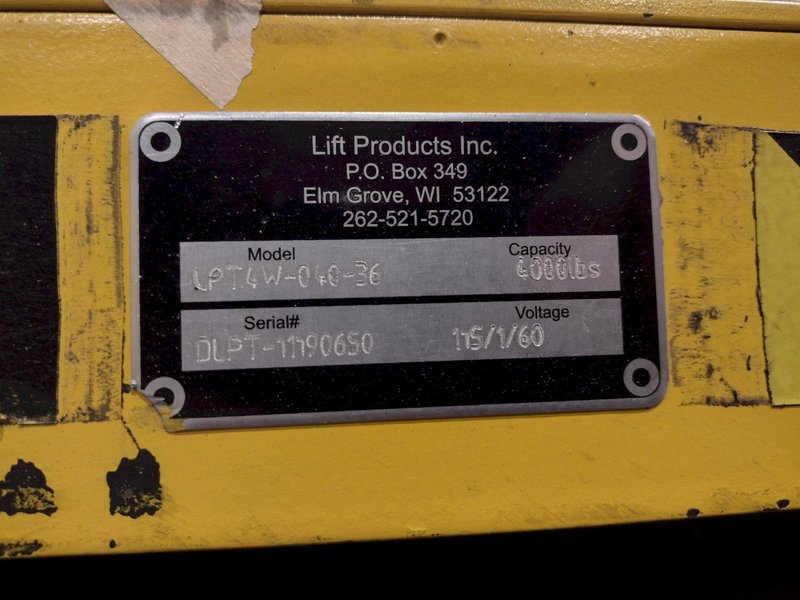 Lift Products Inc.
P.O. Box 349
Elm Grove, WI 53122
262-521-5720
Model Capacity
LPT4W-040-36 4000lbs
Serial# Voltage
DLPT-11190650 115/1/60